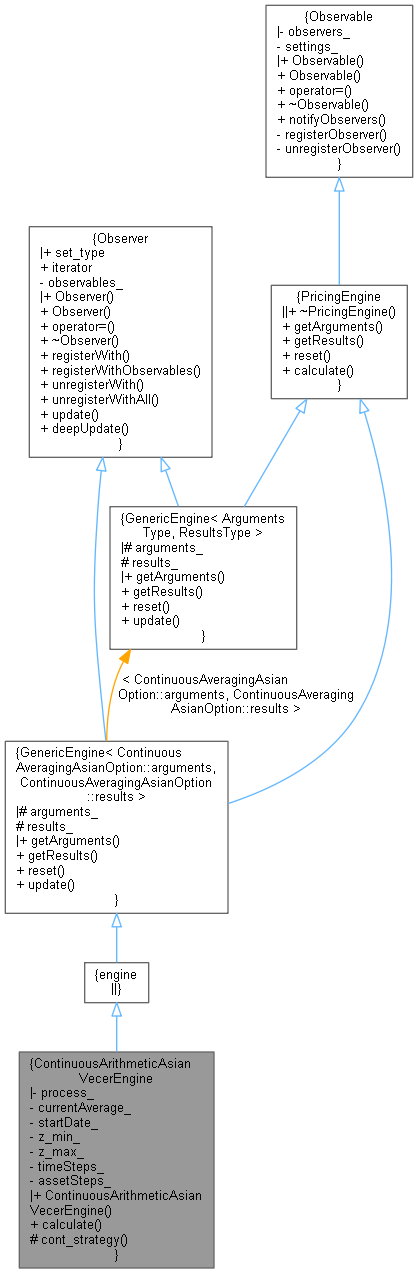 {Observable
|- observers_
- settings_
|+ Observable()
+ Observable()
+ operator=()
+ ~Observable()
+ notifyObservers()
- registerObserver()
- unregisterObserver()
}
{Observer
|+ set_type
+ iterator
- observables_
|+ Observer()
+ Observer()
+ operator=()
+ ~Observer()
+ registerWith()
+ registerWithObservables()
+ unregisterWith()
+ unregisterWithAll()
+ update()
+ deepUpdate()
}
{PricingEngine
||+ ~PricingEngine()
+ getArguments()
+ getResults()
+ reset()
+ calculate()
}
{GenericEngine< Arguments
Type, ResultsType >
|# arguments_
# results_
|+ getArguments()
+ getResults()
+ reset()
+ update()
}
< ContinuousAveragingAsian
Option::arguments, ContinuousAveraging
AsianOption::results >
{GenericEngine< Continuous
AveragingAsianOption::arguments,
ContinuousAveragingAsianOption
::results >
|# arguments_
# results_
|+ getArguments()
+ getResults()
+ reset()
+ update()
}
{engine
||}
{ContinuousArithmeticAsian
VecerEngine
|- process_
- currentAverage_
- startDate_
- z_min_
- z_max_
- timeSteps_
- assetSteps_
|+ ContinuousArithmeticAsian
VecerEngine()
+ calculate()
# cont_strategy()
}